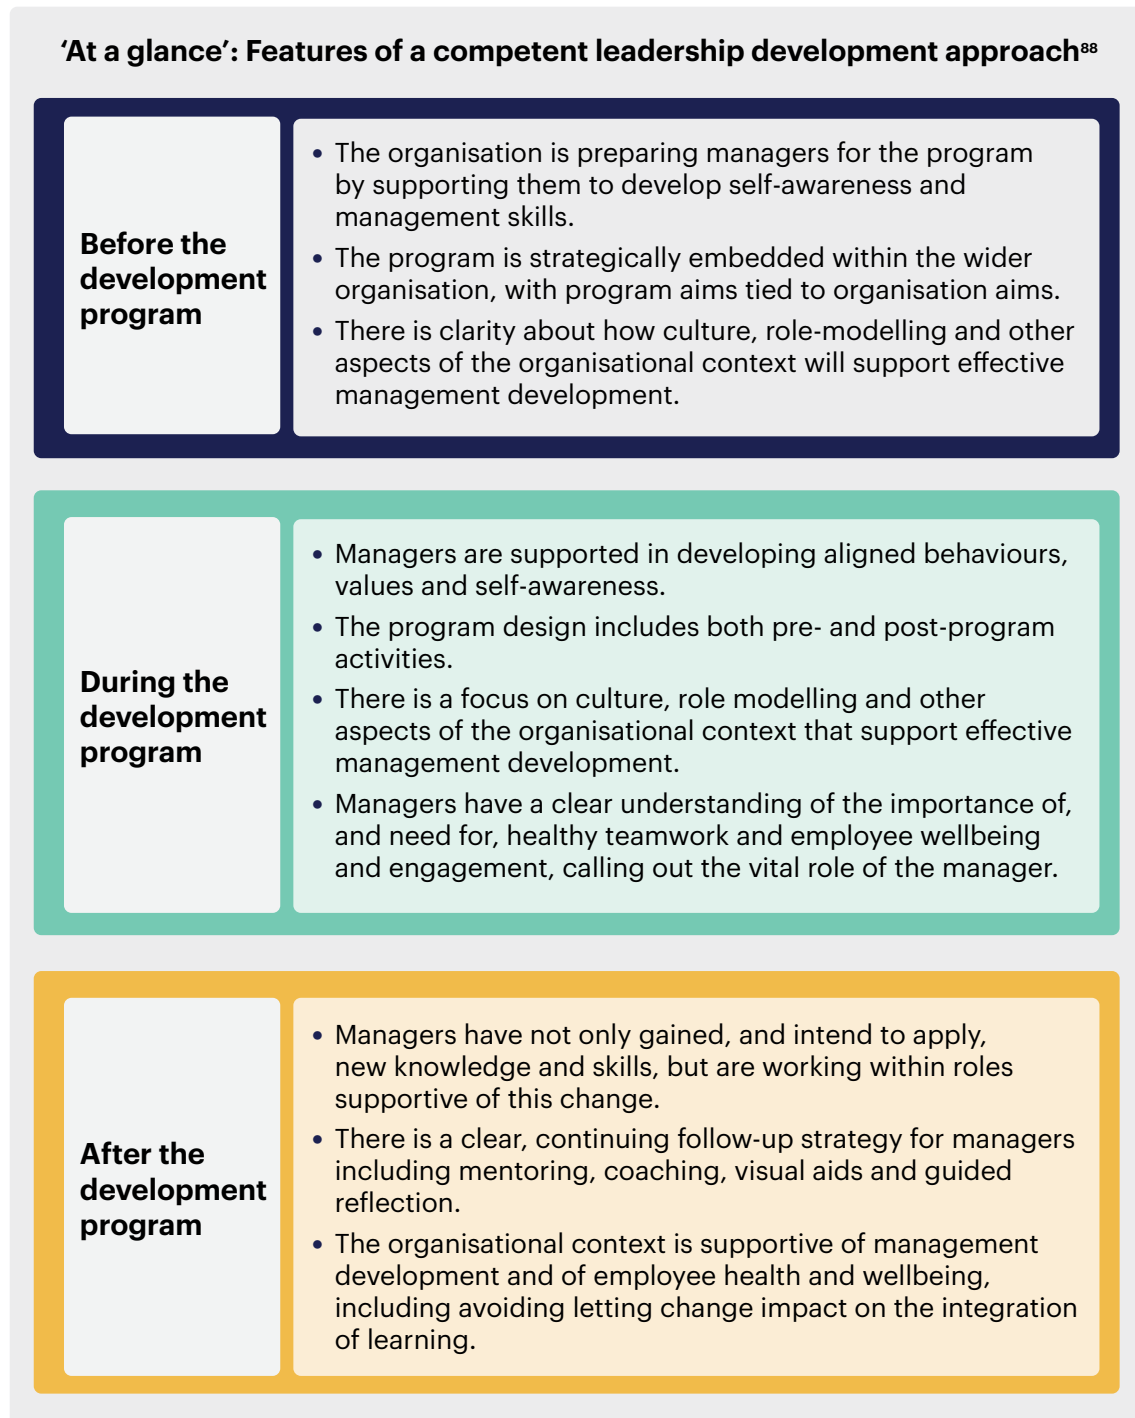 ‘At a glance’: Features of a competent leadership development approach⁸⁸
Before the
development
program
• The organisation is preparing managers for the program
by supporting them to develop self-awareness and
management skills.
• The program is strategically embedded within the wider
organisation, with program aims tied to organisation aims.
• There is clarity about how culture, role-modelling and other
aspects of the organisational context will support effective
management development.
During the
development
program
• Managers are supported in developing aligned behaviours,
values and self-awareness.
• The program design includes both pre- and post-program
activities.
• There is a focus on culture, role modelling and other
aspects of the organisational context that support effective
management development.
• Managers have a clear understanding of the importance of,
and need for, healthy teamwork and employee wellbeing
and engagement, calling out the vital role of the manager.
After the
development
program
• Managers have not only gained, and intend to apply,
new knowledge and skills, but are working within roles
supportive of this change.
• There is a clear, continuing follow-up strategy for managers
including mentoring, coaching, visual aids and guided
reflection.
• The organisational context is supportive of management
development and of employee health and wellbeing,
including avoiding letting change impact on the integration
of learning.